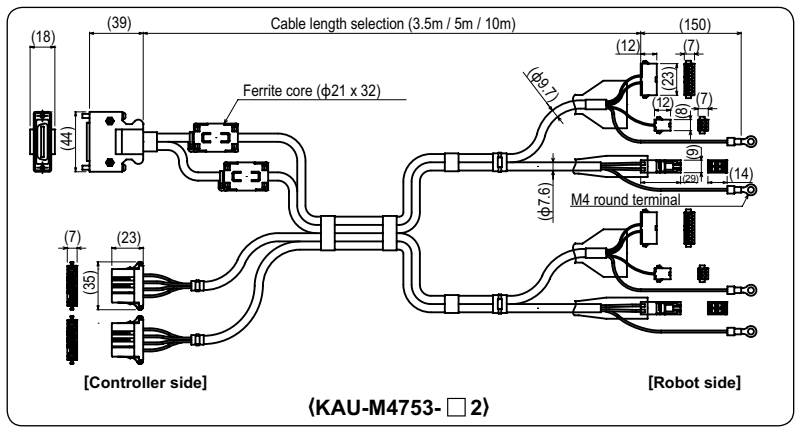 (39)
Cable length selection (3.5m / 5m / 10m)
(150)
(18)
(12)
(7)
(23)
Ferrite core (ϕ21 x 32)
(ϕ9.7)
(12)
(8)
(7)
(44)
(9)
(29)
(14)
(ϕ7.6)
M4 round terminal
(7)
(23)
(35)
[Controller side]
[Robot side]
⟨KAU-M4753-□2⟩